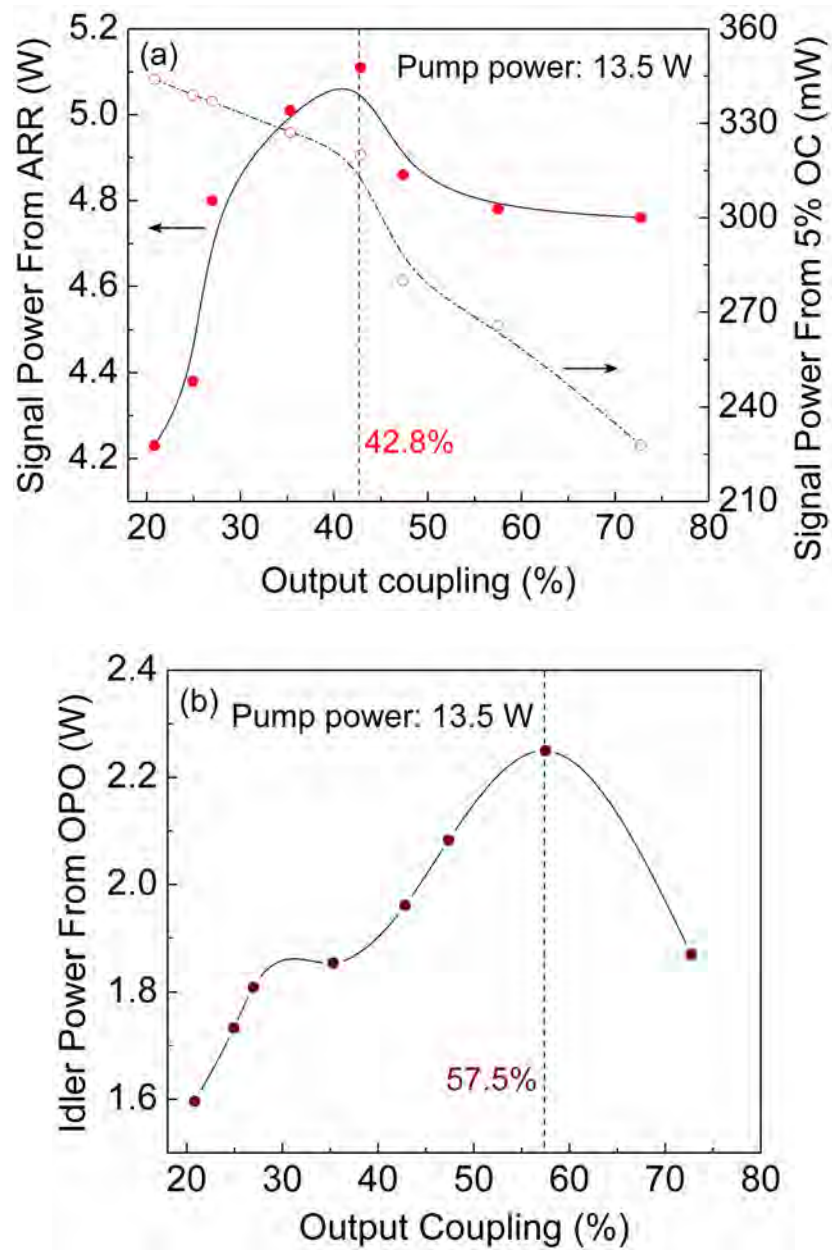 (a)
Pump power: 13.5 W
Signal Power From ARR (W)
5.2
5.0
4.8
4.6
4.4
4.2
360
330
300
270
240
210
Signal Power From 5% OC (mW)
42.8%
20 30 40 50 60 70 80
Output coupling (%)
(b)
Pump power: 13.5 W
Idler Power From OPO (W)
2.4
2.2
2.0
1.8
1.6
57.5%
20 30 40 50 60 70 80
Output Coupling (%)